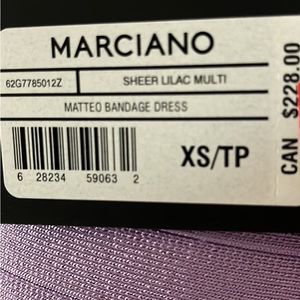 MARCIANO
62G7785012Z
SHEER LILAC MULTI
MATTEO BANDAGE DRESS
XS/TP
6 28234 59063 2
CAN $228.00